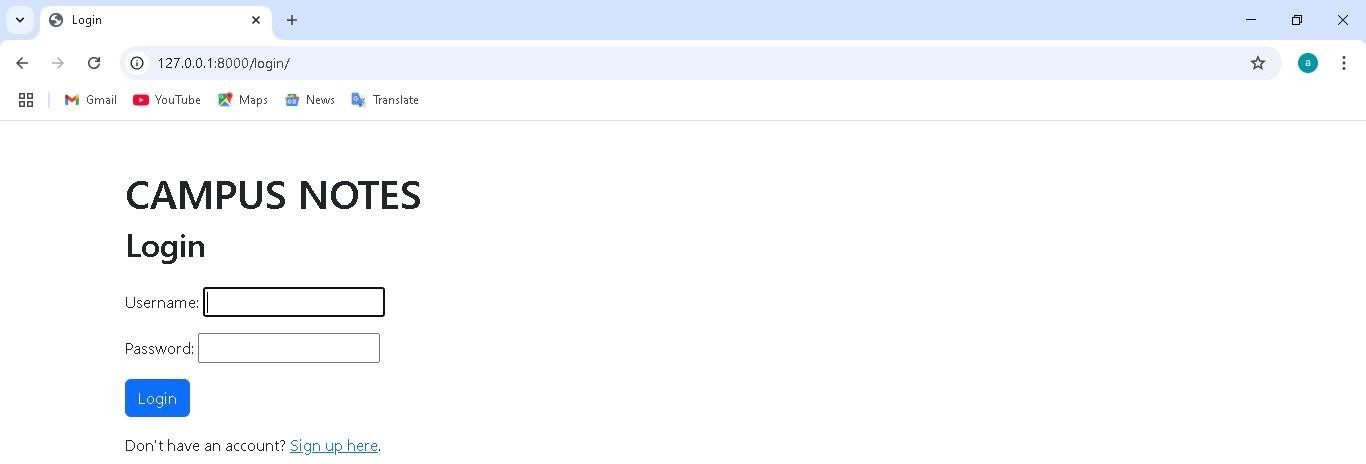 Login
127.0.0.1:8000/login/
a
Gmail YouTube Maps News Translate
CAMPUS NOTES
Login
Username:
Password:
Login
Don't have an account? Sign up here.